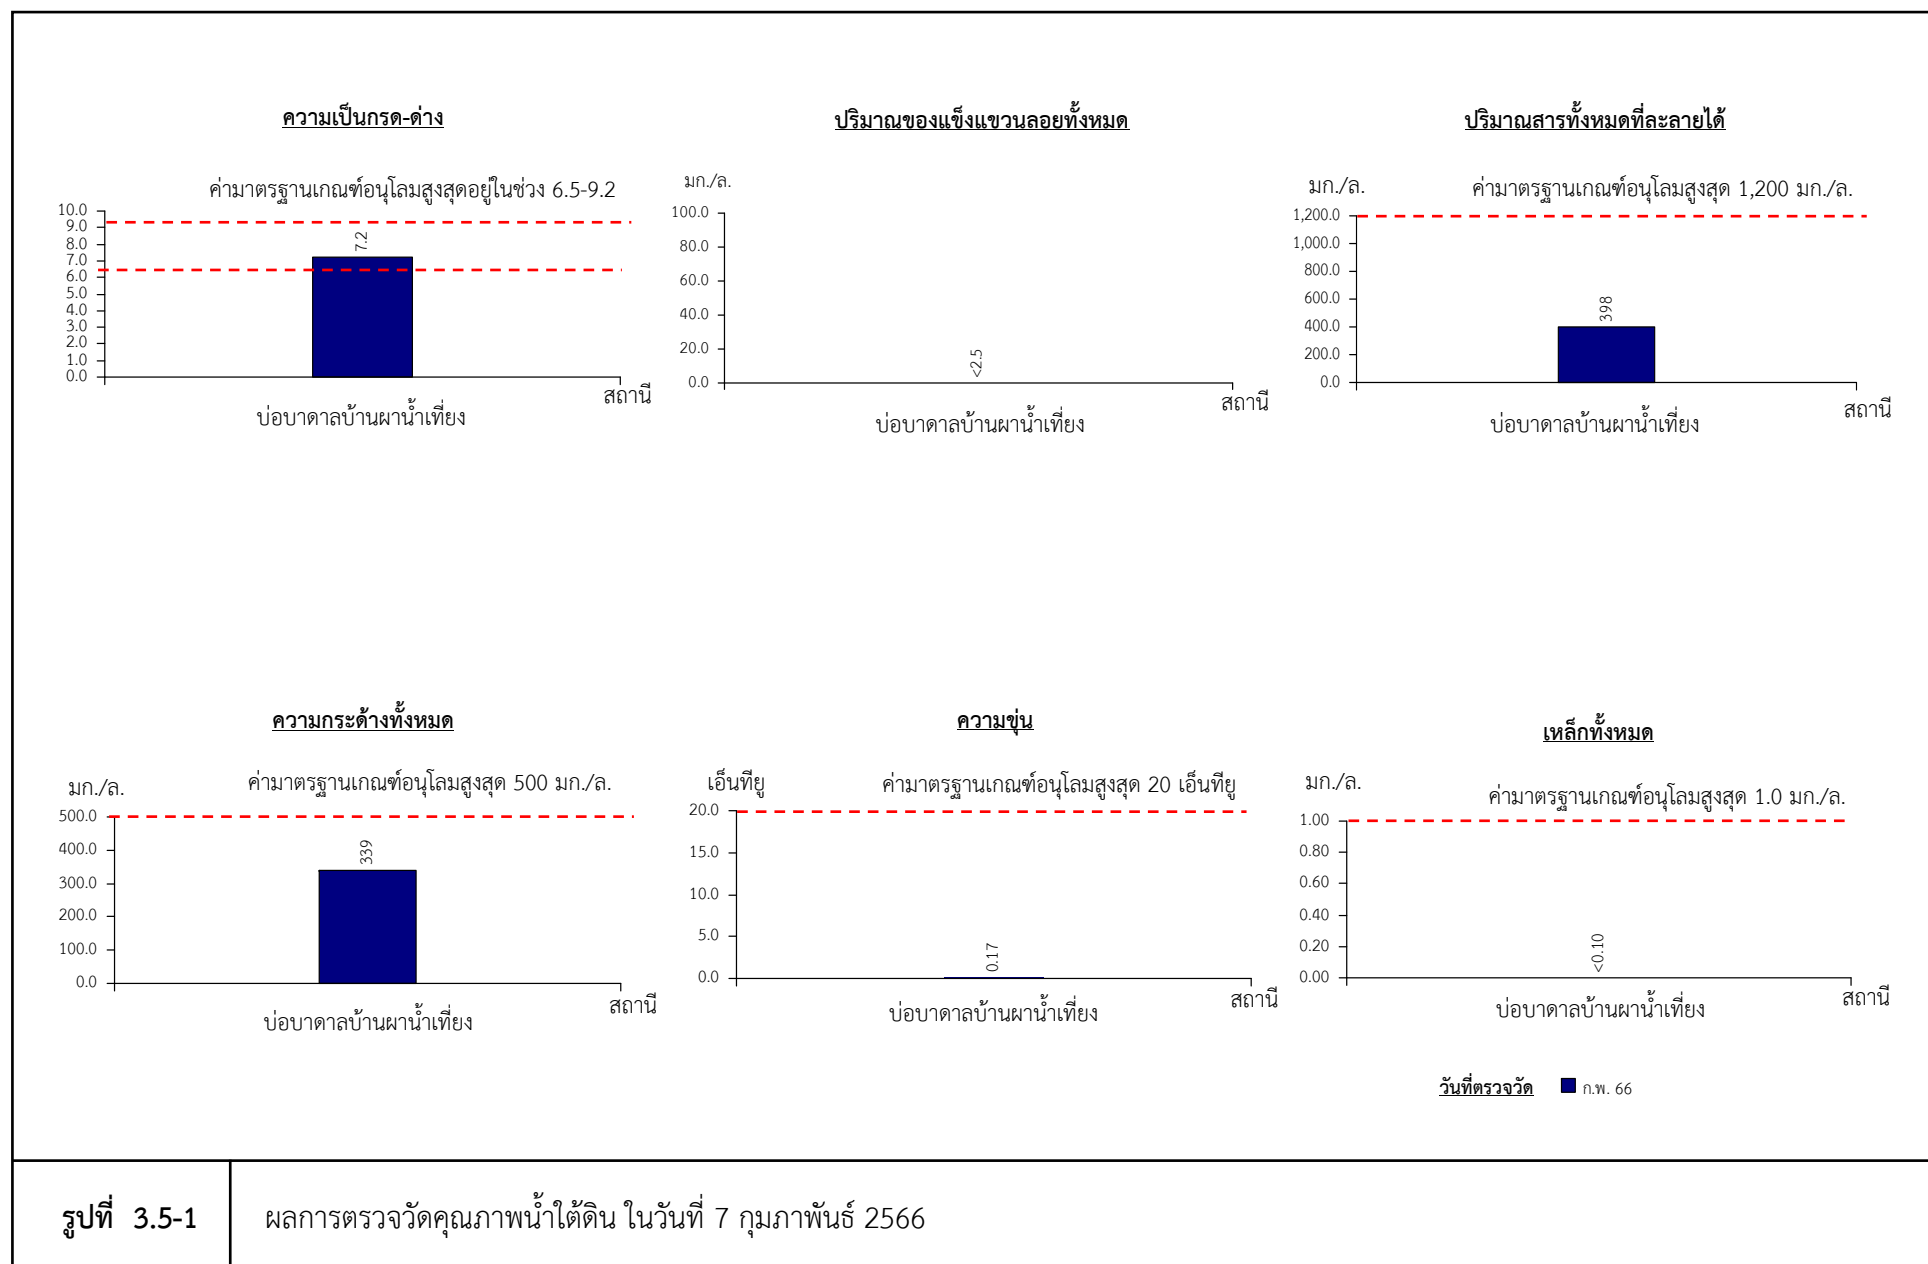 ความเป็นกรด-ด่าง
ค่ามาตรฐานเกณฑ์อนุโลมสูงสุดอยู่ในช่วง 6.5-9.2
10.0
9.0
8.0
7.0
6.0
5.0
4.0
3.0
2.0
1.0
0.0
7.2
สถานี
บ่อบาดาลบ้านผาน้ำเที่ยง
ปริมาณของแข็งแขวนลอยทั้งหมด
มก./ล.
100.0
80.0
60.0
40.0
20.0
0.0
<2.5
สถานี
บ่อบาดาลบ้านผาน้ำเที่ยง
ปริมาณสารทั้งหมดที่ละลายได้
มก./ล.
ค่ามาตรฐานเกณฑ์อนุโลมสูงสุด 1,200 มก./ล.
1,200.0
1,000.0
800.0
600.0
400.0
200.0
0.0
398
สถานี
บ่อบาดาลบ้านผาน้ำเที่ยง
ความกระด้างทั้งหมด
มก./ล.
ค่ามาตรฐานเกณฑ์อนุโลมสูงสุด 500 มก./ล.
500.0
400.0
300.0
200.0
100.0
0.0
339
สถานี
บ่อบาดาลบ้านผาน้ำเที่ยง
ความขุ่น
เอ็นทียู
ค่ามาตรฐานเกณฑ์อนุโลมสูงสุด 20 เอ็นทียู
20.0
15.0
10.0
5.0
0.0
0.17
สถานี
บ่อบาดาลบ้านผาน้ำเที่ยง
เหล็กทั้งหมด
มก./ล.
ค่ามาตรฐานเกณฑ์อนุโลมสูงสุด 1.0 มก./ล.
1.00
0.80
0.60
0.40
0.20
0.00
<0.10
สถานี
บ่อบาดาลบ้านผาน้ำเที่ยง
วันที่ตรวจวัด ก.พ. 66
รูปที่ 3.5-1
ผลการตรวจวัดคุณภาพน้ำใต้ดิน ในวันที่ 7 กุมภาพันธ์ 2566